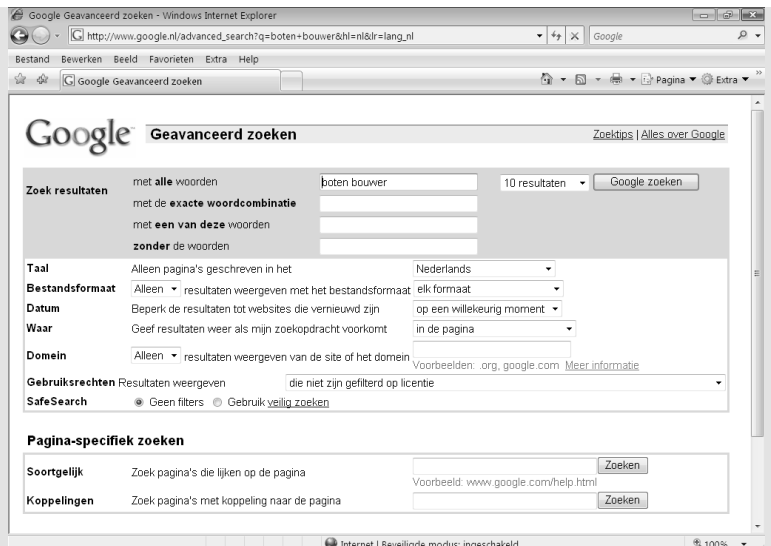 Google Geavanceerd zoeken - Windows Internet Explorer
http://www.google.nl/advanced_search?q=boten+bouwer&hl=nl&lr=lang_nl Google
Bestand Bewerken Beeld Favorieten Extra Help
Google Geavanceerd zoeken Pagina Extra
Google Geavanceerd zoeken Zoektips | Alles over Google
Zoek resultaten met alle woorden boten bouwer 10 resultaten Google zoeken
met de exacte woordcombinatie
met een van deze woorden
zonder de woorden
Taal Alleen pagina's geschreven in het Nederlands
Bestandsformaat Alleen resultaten weergeven met het bestandsformaat elk formaat
Datum Beperk de resultaten tot websites die vernieuwd zijn op een willekeurig moment
Waar Geef resultaten weer als mijn zoekopdracht voorkomt in de pagina
Domein Alleen resultaten weergeven van de site of het domein
Voorbeelden: .org, google.com Meer informatie
Gebruiksrechten Resultaten weergeven die niet zijn gefilterd op licentie
SafeSearch Geen filters Gebruik veilig zoeken
Pagina-specifiek zoeken
Soortgelijk Zoek pagina's die lijken op de pagina Zoeken
Voorbeeld: www.google.com/help.html
Koppelingen Zoek pagina's met koppeling naar de pagina Zoeken
Internet | Beveiligde modus: ingeschakeld 100%